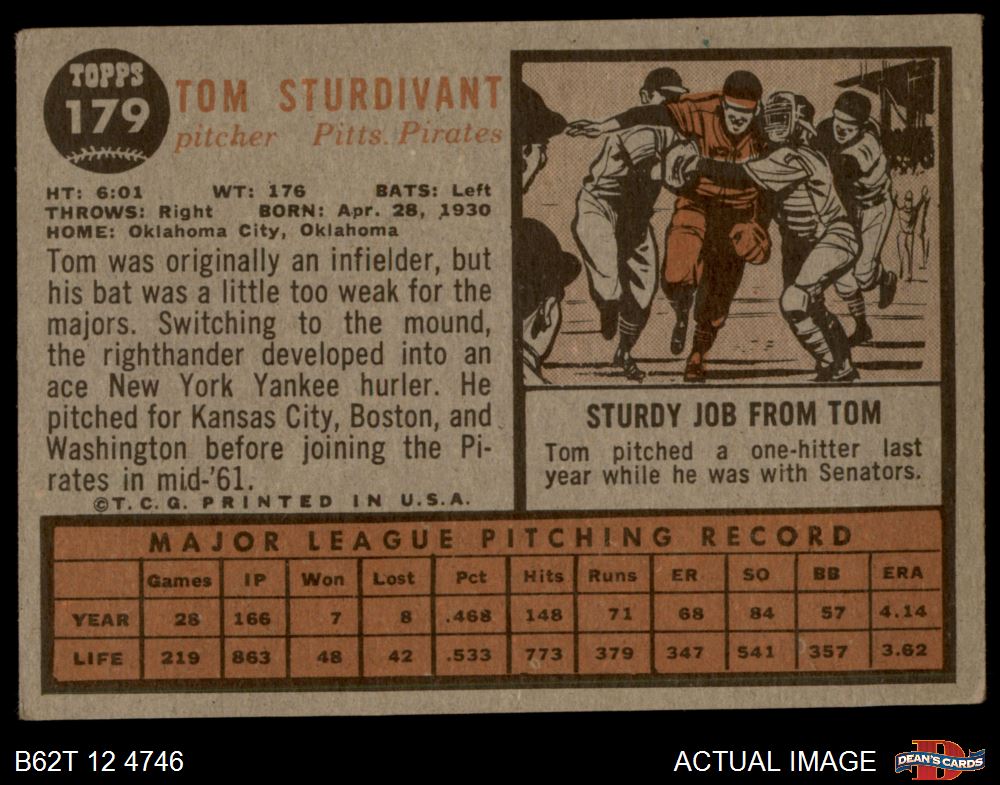 TOPPS
179
TOM STURDIVANT
pitcher Pitts. Pirates
HT: 6:01 WT: 176 BATS: Left
THROWS: Right BORN: Apr. 28, 1930
HOME: Oklahoma City, Oklahoma
Tom was originally an infielder, but
his bat was a little too weak for the
majors. Switching to the mound,
the righthander developed into an
ace New York Yankee hurler. He
pitched for Kansas City, Boston, and
Washington before joining the Pi-
rates in mid-'61.
©T.C.G. PRINTED IN U.S.A.
STURDY JOB FROM TOM
Tom pitched a one-hitter last
year while he was with Senators.
MAJOR LEAGUE PITCHING RECORD
Games IP Won Lost Pct Hits Runs ER SO BB ERA
YEAR 28 166 7 8 .468 148 71 68 84 57 4.14
LIFE 219 863 48 42 .533 773 379 347 541 357 3.62
B62T 12 4746
ACTUAL IMAGE
D
DEAN'S CARDS